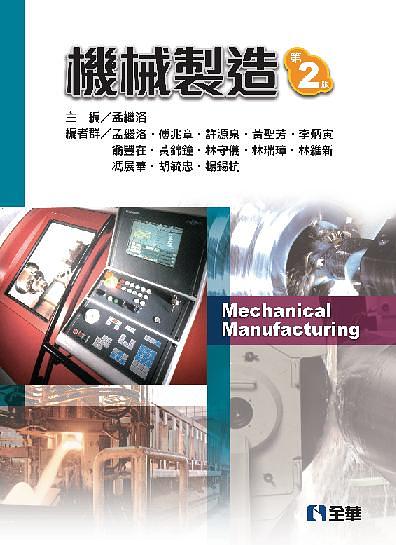 機械製造 第2版
主 編/孟繼洛
編者群/孟繼洛・傅兆章・許源泉・黃聖芳・李炳寅
翁豐在・黃錦鐘・林守儀・林瑞璋・林維新
馮展華・胡毓忠・楊錫杭
Mechanical
Manufacturing
全華